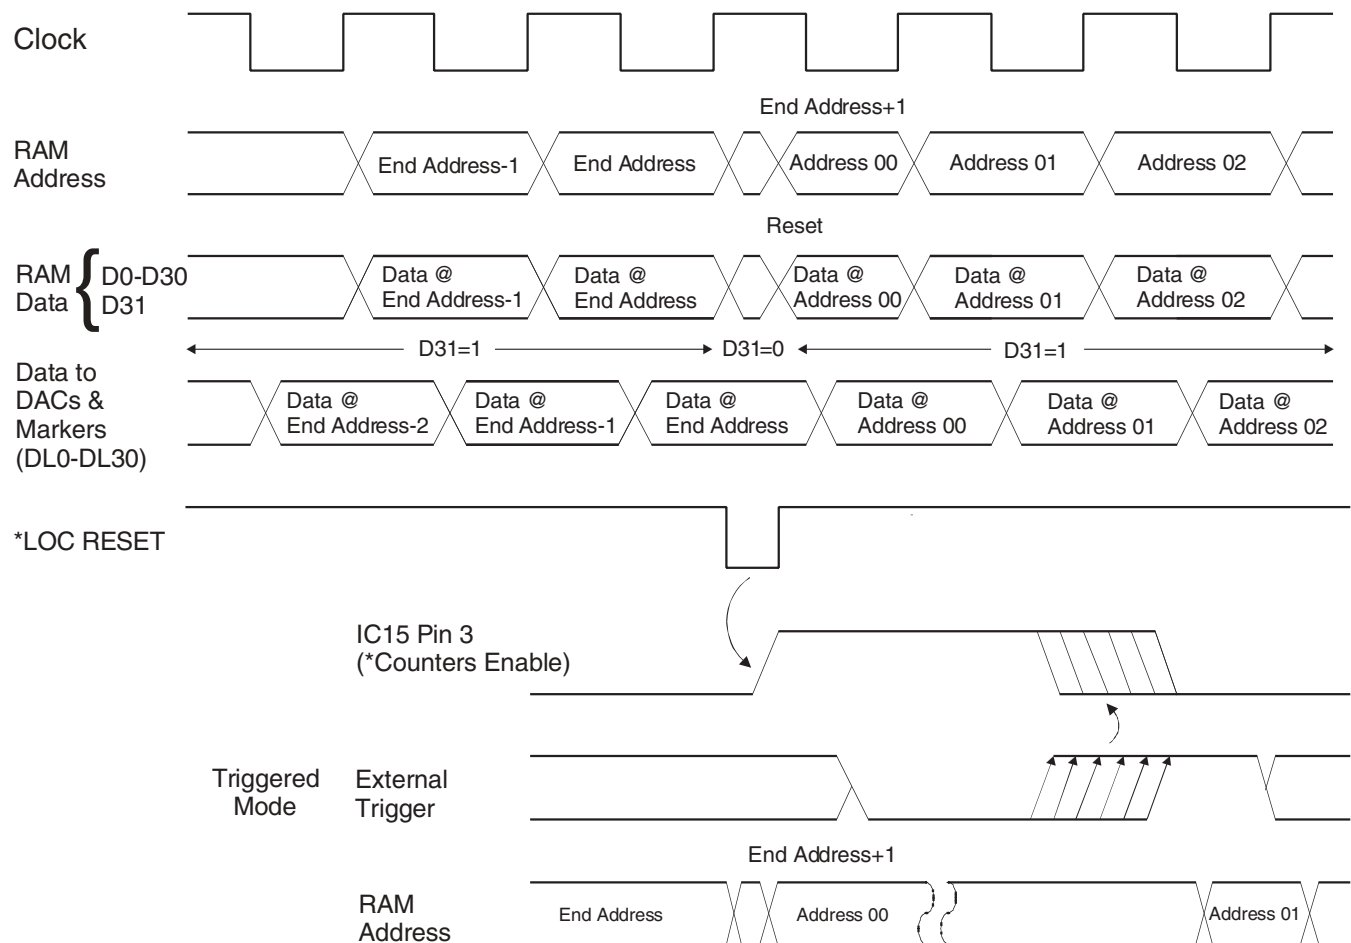 Clock
End Address+1
RAM
Address
End Address-1
End Address
Address 00
Address 01
Address 02
Reset
RAM
Data
{
D0-D30
D31
Data @
End Address-1
Data @
End Address
Data @
Address 00
Data @
Address 01
Data @
Address 02
D31=1
D31=0
D31=1
Data to
DACs &
Markers
(DL0-DL30)
Data @
End Address-2
Data @
End Address-1
Data @
End Address
Data @
Address 00
Data @
Address 01
Data @
Address 02
*LOC RESET
IC15 Pin 3
(*Counters Enable)
Triggered
Mode
External
Trigger
End Address+1
RAM
Address
End Address
Address 00
Address 01